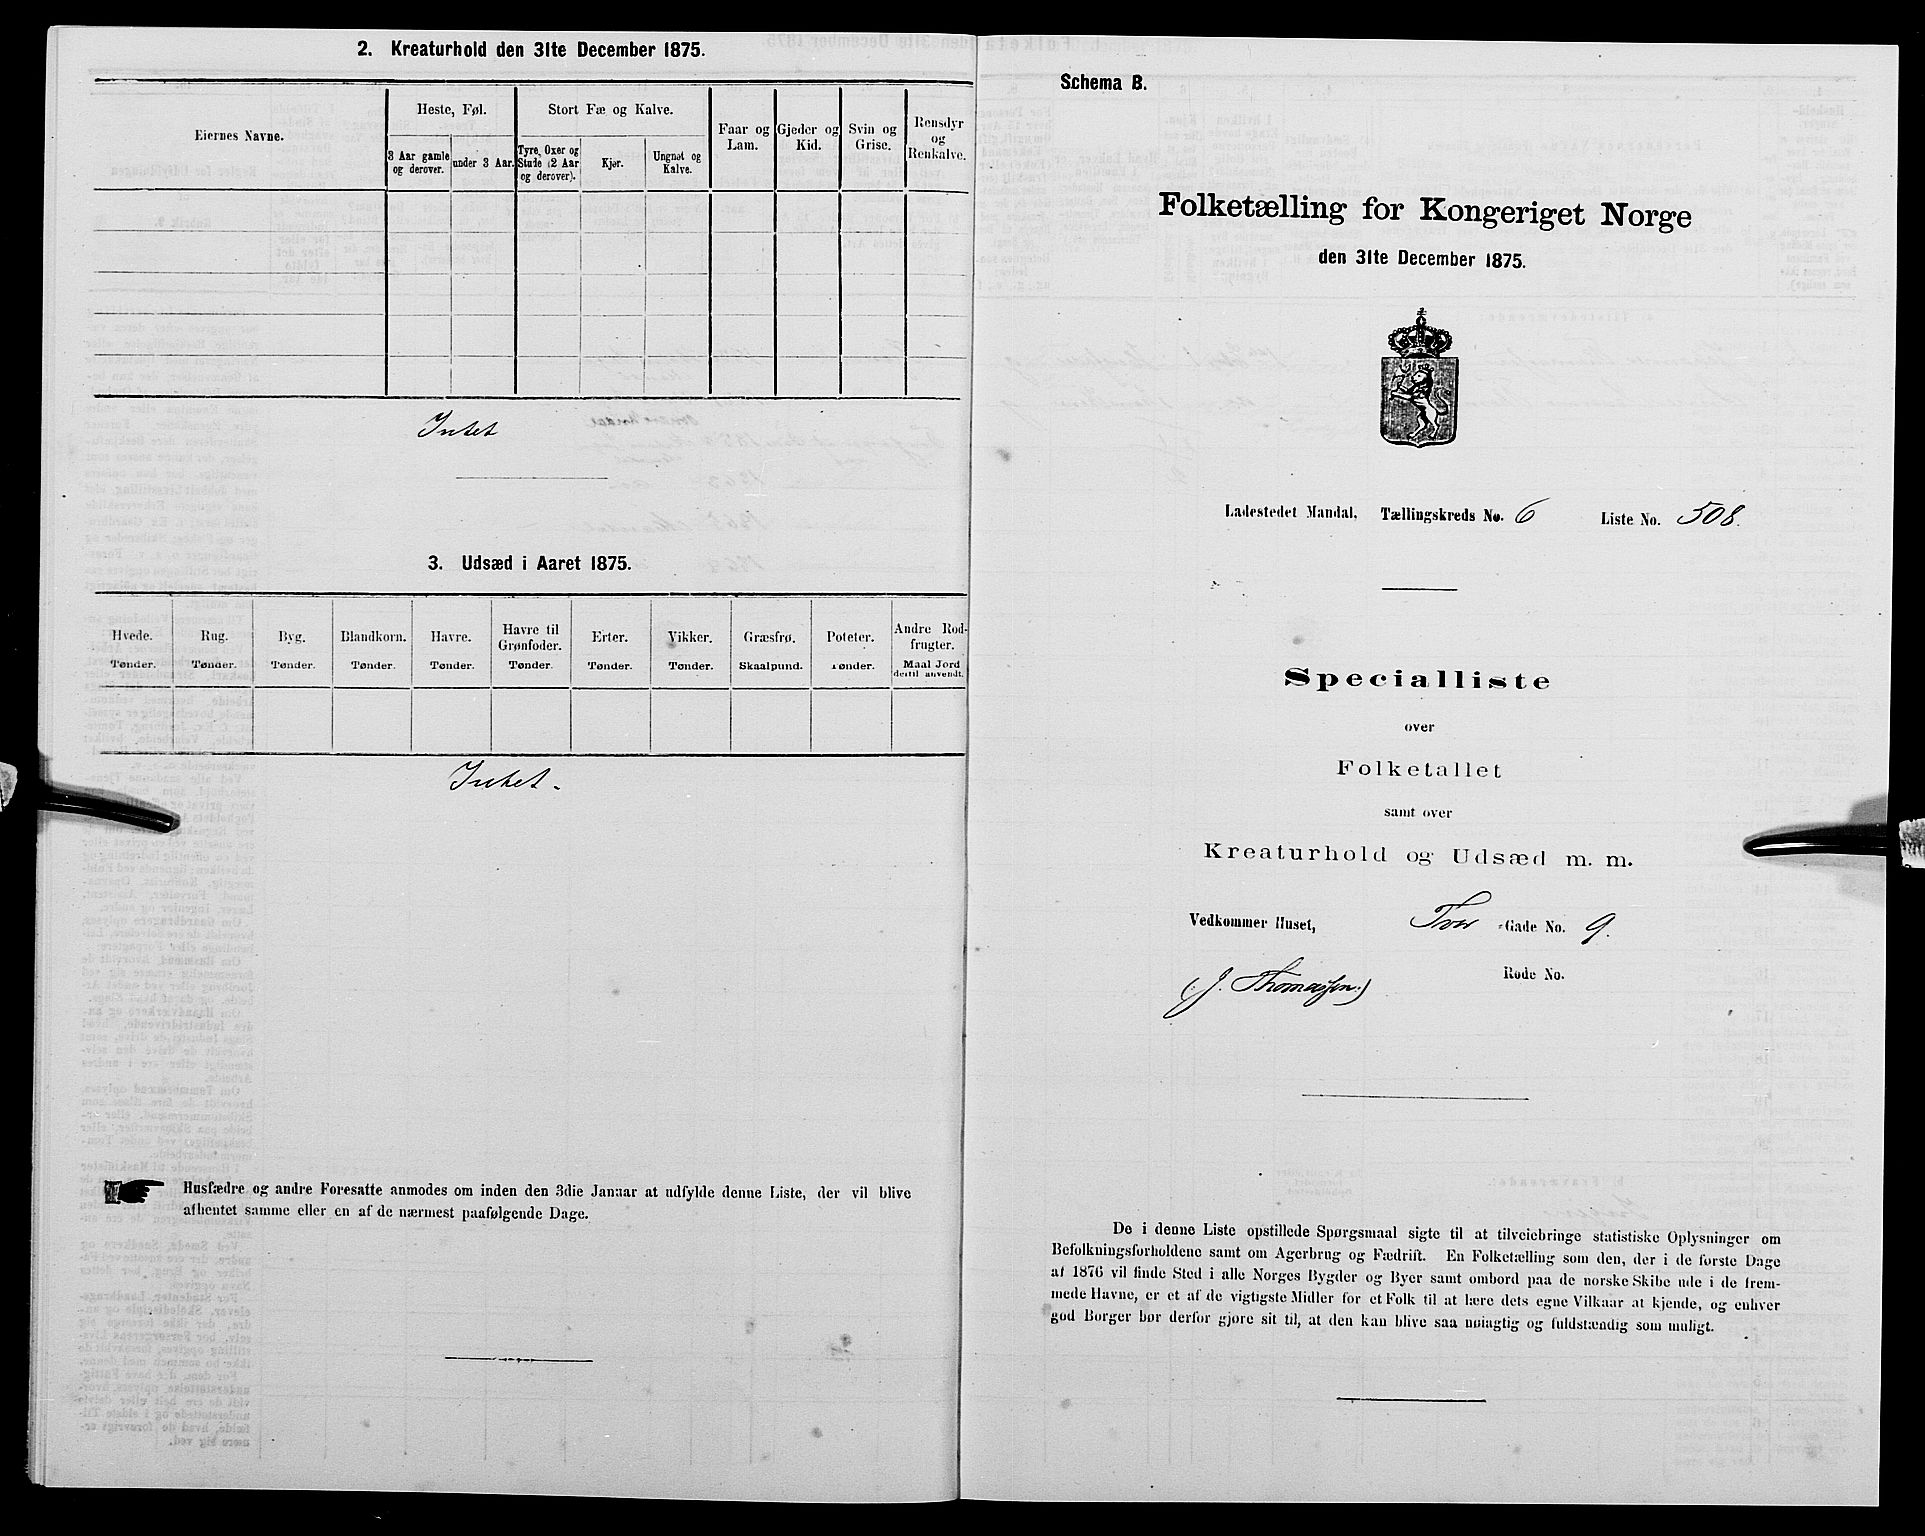 2. Kreaturhold den 31te December 1875.
Eiernes Navne.
Heste, Føl.
3 Aar gamle og derover.
under 3 Aar.
Stort Fæ og Kalve.
Tyre, Oxer og Stude (2 Aar og derover).
Kjør.
Ungnøt og Kalve.
Faar og Lam.
Gjeder og Kid.
Svin og Grise.
Rensdyr og Renkalve.
Intet
3. Udsæd i Aaret 1875.
Hvede. Rug. Byg. Blandkorn. Havre. Havre til Grønfoder. Erter. Vikker. Græsfrø. Poteter. Andre Rodfrugter.
Tønder. Tønder. Tønder. Tønder. Tønder. Tønder. Tønder. Tønder. Skaalpund. Tønder. Maal Jord dertil anvendt.
Intet.
Husfædre og andre Foresatte anmodes om inden den 3die Januar at udfylde denne Liste, der vil blive
afhentet samme eller en af de nærmest paafølgende Dage.
Schema B.
Folketælling for Kongeriget Norge
den 31te December 1875.
Ladestedet Mandal, Tællingskreds No. 6 Liste No. 508.
Specialliste
over
Folketallet
samt over
Kreaturhold og Udsæd m. m.
Vedkommer Huset, Tver -Gade No. 9.
(J. Thomassen.) Rode No.
De i denne Liste opstillede Spørgsmaal sigte til at tilveiebringe statistiske Oplysninger om
Befolkningsforholdene samt om Agerbrug og Fædrift. En Folketælling som den, der i de første Dage
af 1876 vil finde Sted i alle Norges Bygder og Byer samt ombord paa de norske Skibe ude i de frem-
mede Havne, er et af de vigtigste Midler for et Folk til at lære dets egne Vilkaar at kjende, og enhver
god Borger bør derfor gjøre sit til, at den kan blive saa nøiagtig og fuldstændig som muligt.